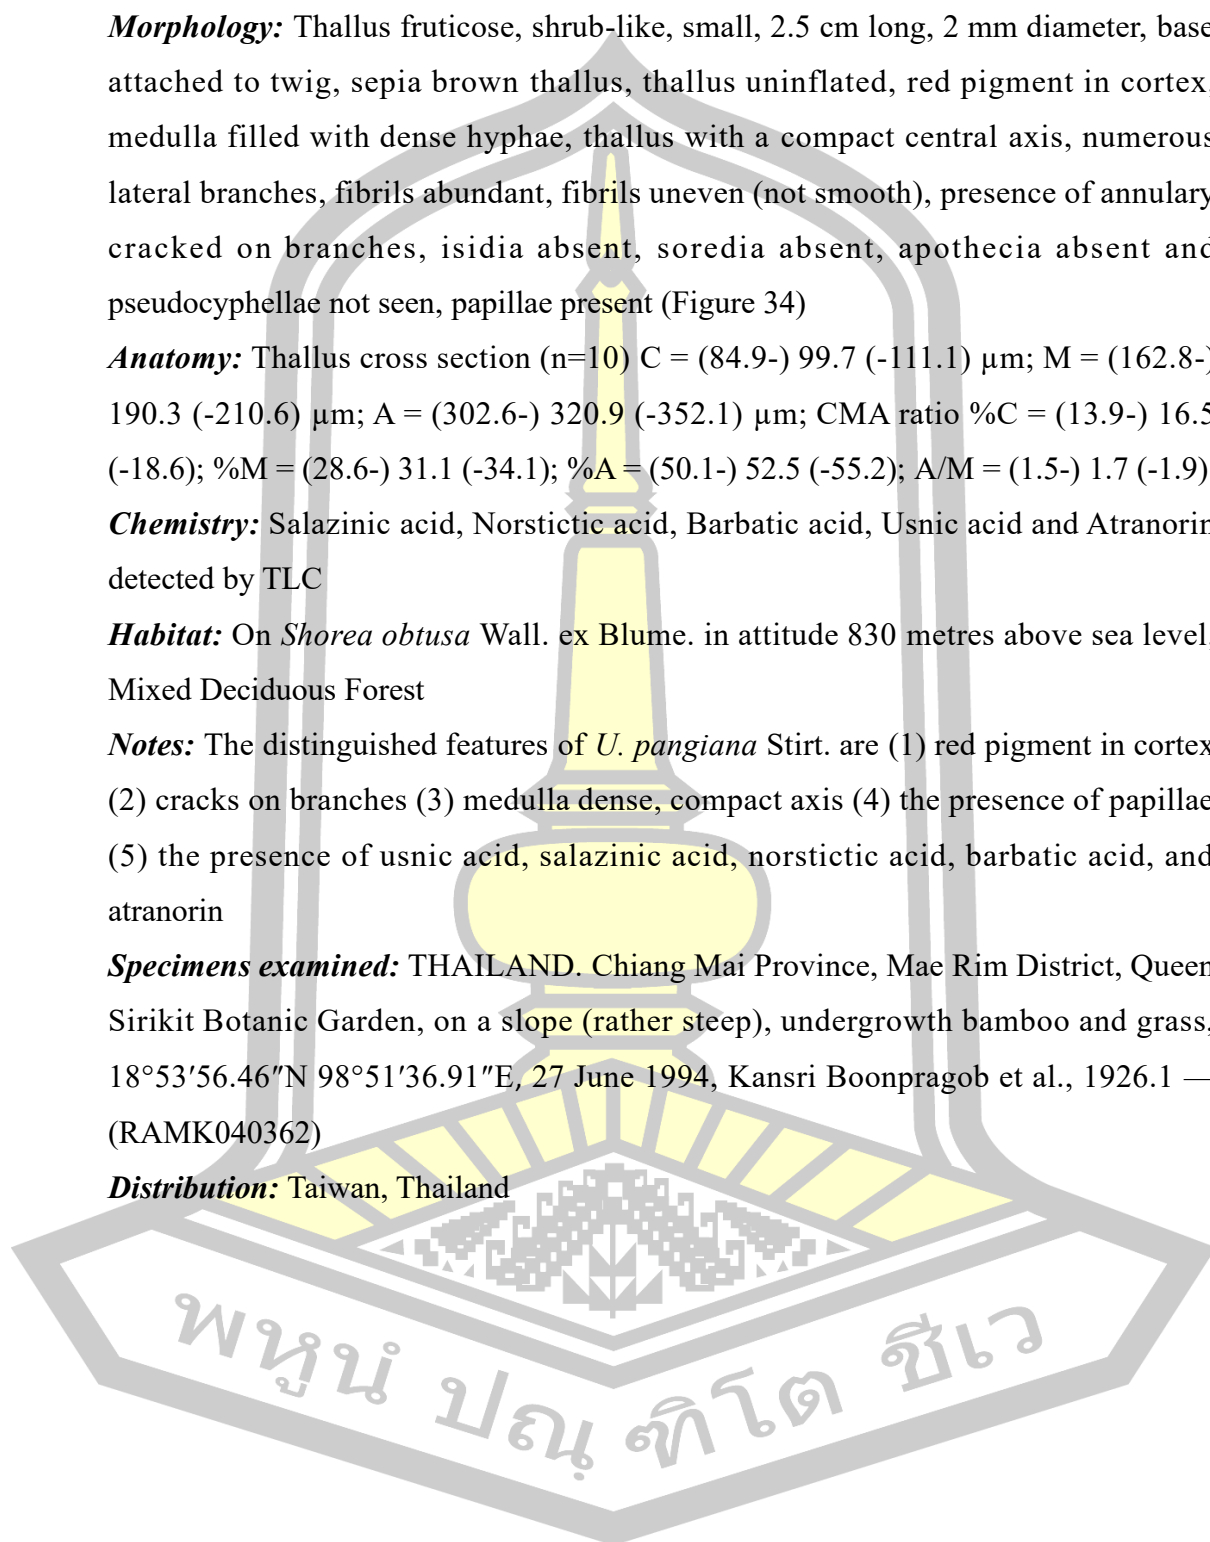 Morphology: Thallus fruticose, shrub-like, small, 2.5 cm long, 2 mm diameter, base
attached to twig, sepia brown thallus, thallus uninflated, red pigment in cortex,
medulla filled with dense hyphae, thallus with a compact central axis, numerous
lateral branches, fibrils abundant, fibrils uneven (not smooth), presence of annulary
cracked on branches, isidia absent, soredia absent, apothecia absent and
pseudocyphellae not seen, papillae present (Figure 34)
Anatomy: Thallus cross section (n=10) C = (84.9-) 99.7 (-111.1) µm; M = (162.8-)
190.3 (-210.6) µm; A = (302.6-) 320.9 (-352.1) µm; CMA ratio %C = (13.9-) 16.5
(-18.6); %M = (28.6-) 31.1 (-34.1); %A = (50.1-) 52.5 (-55.2); A/M = (1.5-) 1.7 (-1.9)
Chemistry: Salazinic acid, Norstictic acid, Barbatic acid, Usnic acid and Atranorin
detected by TLC
Habitat: On Shorea obtusa Wall. ex Blume. in attitude 830 metres above sea level,
Mixed Deciduous Forest
Notes: The distinguished features of U. pangiana Stirt. are (1) red pigment in cortex
(2) cracks on branches (3) medulla dense, compact axis (4) the presence of papillae
(5) the presence of usnic acid, salazinic acid, norstictic acid, barbatic acid, and
atranorin
Specimens examined: THAILAND. Chiang Mai Province, Mae Rim District, Queen
Sirikit Botanic Garden, on a slope (rather steep), undergrowth bamboo and grass,
18°53′56.46″N 98°51′36.91″E, 27 June 1994, Kansri Boonpragob et al., 1926.1 —
(RAMK040362)
Distribution: Taiwan, Thailand
พหูนํ ปณฺฑิโต ชีเว